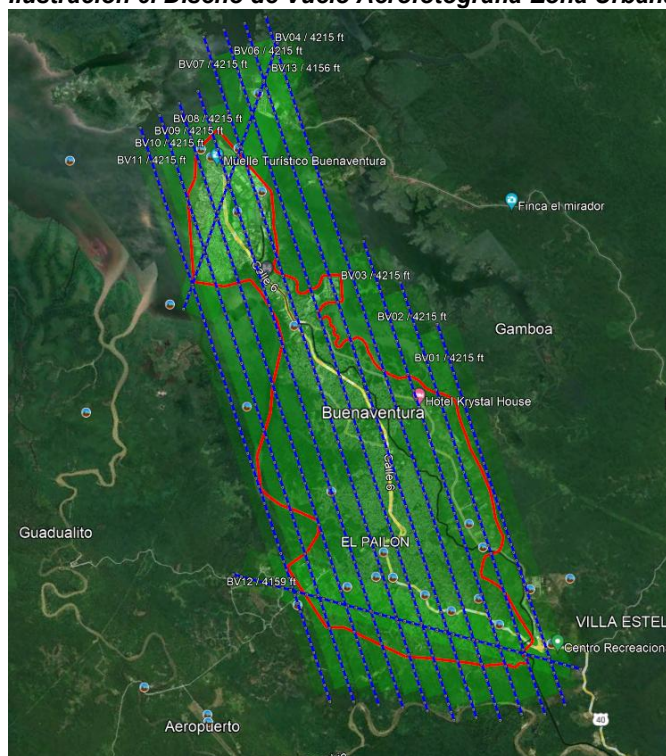 Ilustración 6. Diseño de Vuelo Aerofotografía Zona Urbana
BV04 / 4215 ft
BV06 / 4215 ft
BV07 / 4215 ft
BV13 / 4156 ft
BV08 / 4215 ft
BV09 / 4215 ft
BV10 / 4215 ft
BV11 / 4215 ft
Muelle Turístico Buenaventura
Finca el mirador
Calle 6
BV03 / 4215 ft
BV02 / 4215 ft
Gamboa
BV01 / 4215 ft
Hotel Krystal House
Buenaventura
Calle 6
Guadualito
EL PAILON
BV12 / 4159 ft
VILLA ESTEL
Centro Recreacion
40
Aeropuerto